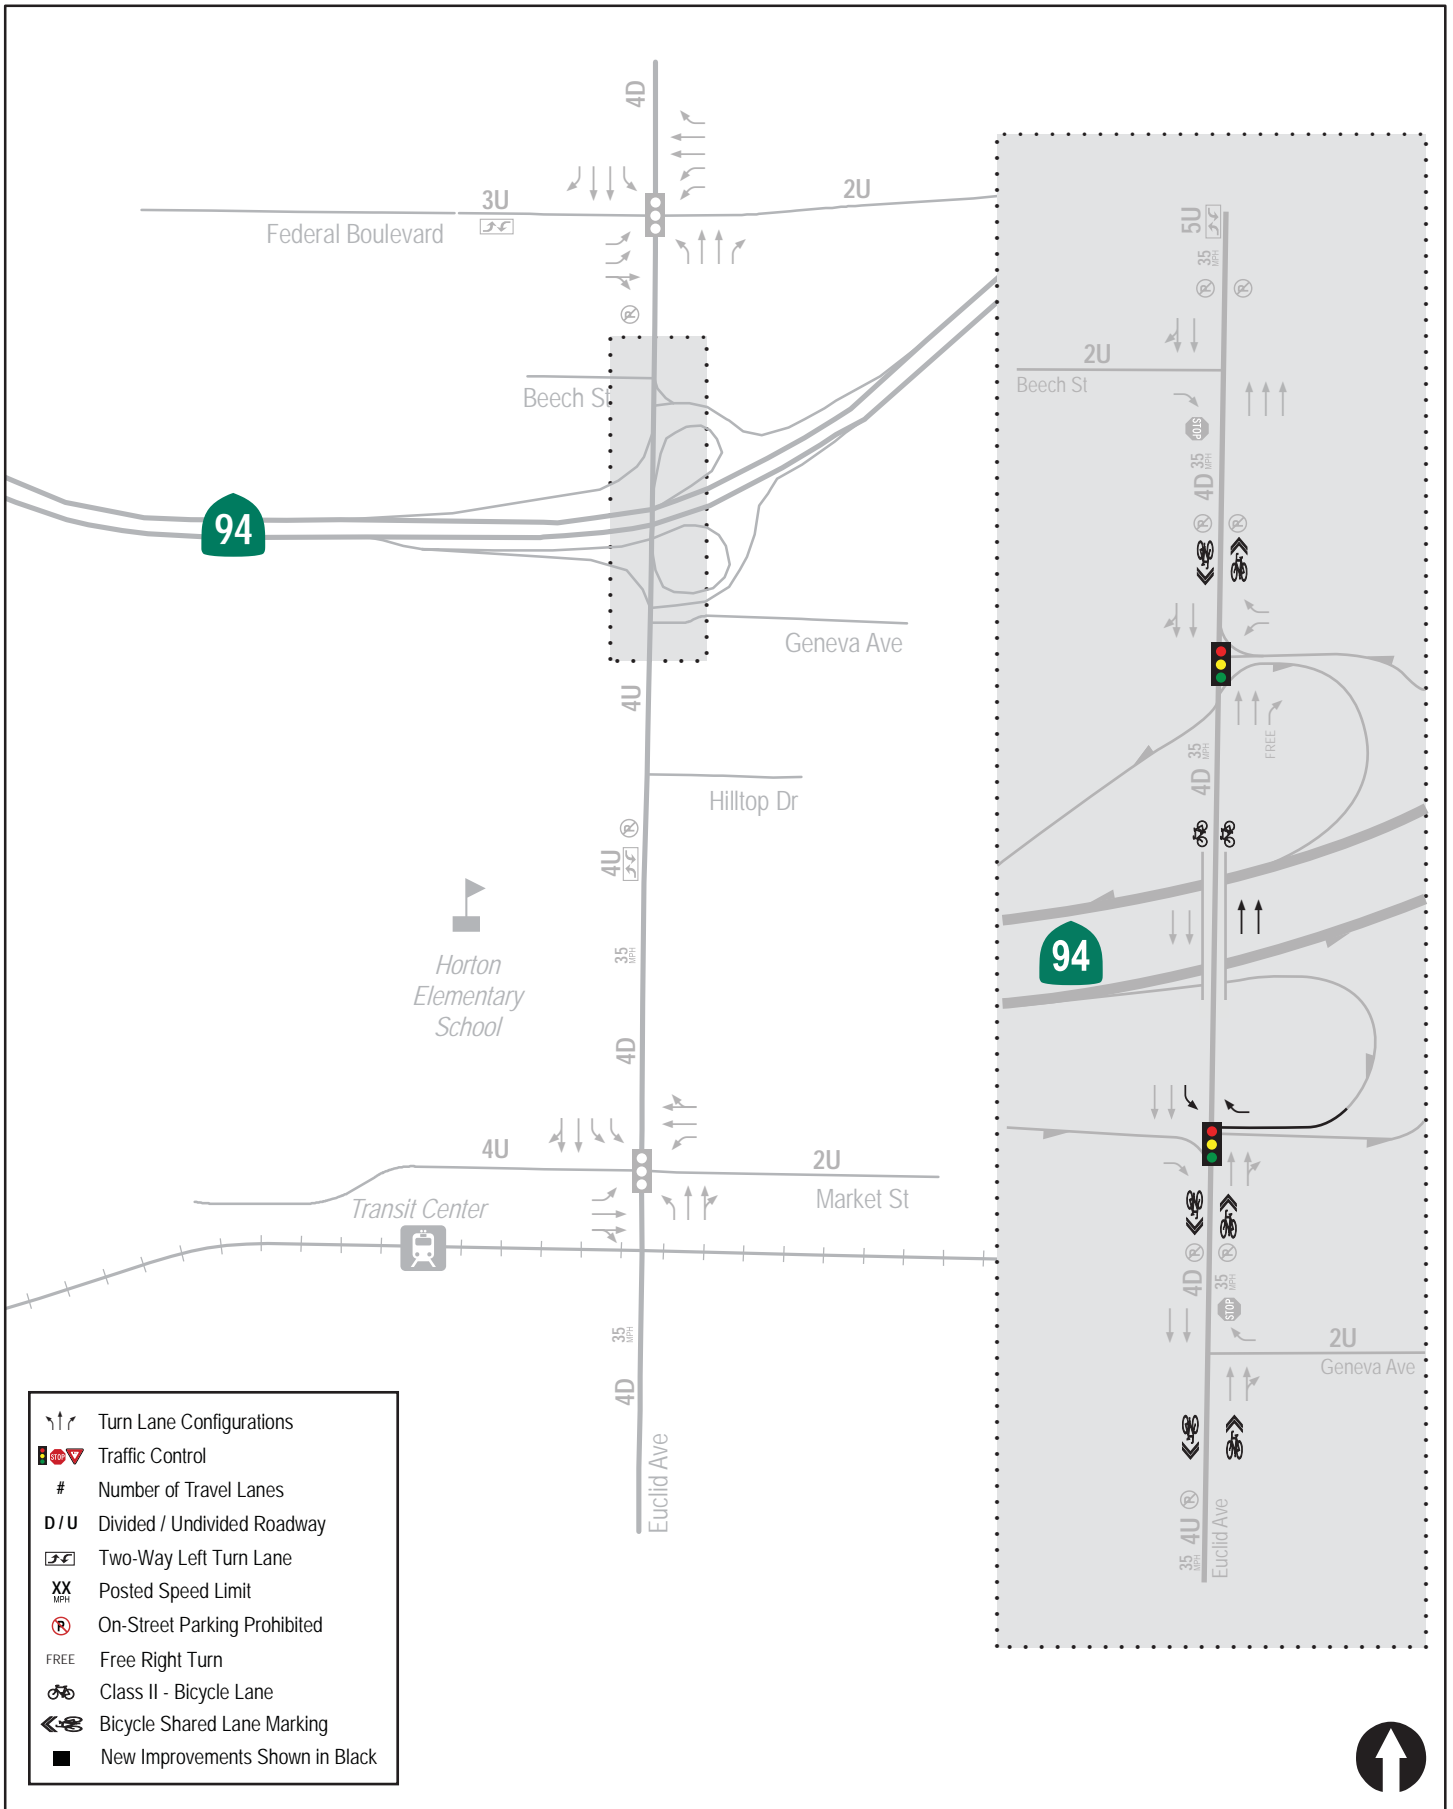 4D
3U
2U
Federal Boulevard
Beech St
94
Geneva Ave
4U
Hilltop Dr
4U
35
MPH
Horton
Elementary
School
4D
4U
2U
Market St
Transit Center
35
MPH
4D
Euclid Ave
5U
35
MPH
2U
Beech St
STOP
35
MPH
4D
FREE
35
MPH
4D
94
4D
35
MPH
STOP
2U
Geneva Ave
4U
35
MPH
Euclid Ave
Turn Lane Configurations
STOP
Traffic Control
# Number of Travel Lanes
D / U Divided / Undivided Roadway
Two-Way Left Turn Lane
XX
MPH
Posted Speed Limit
P On-Street Parking Prohibited
FREE Free Right Turn
Class II - Bicycle Lane
Bicycle Shared Lane Marking
New Improvements Shown in Black